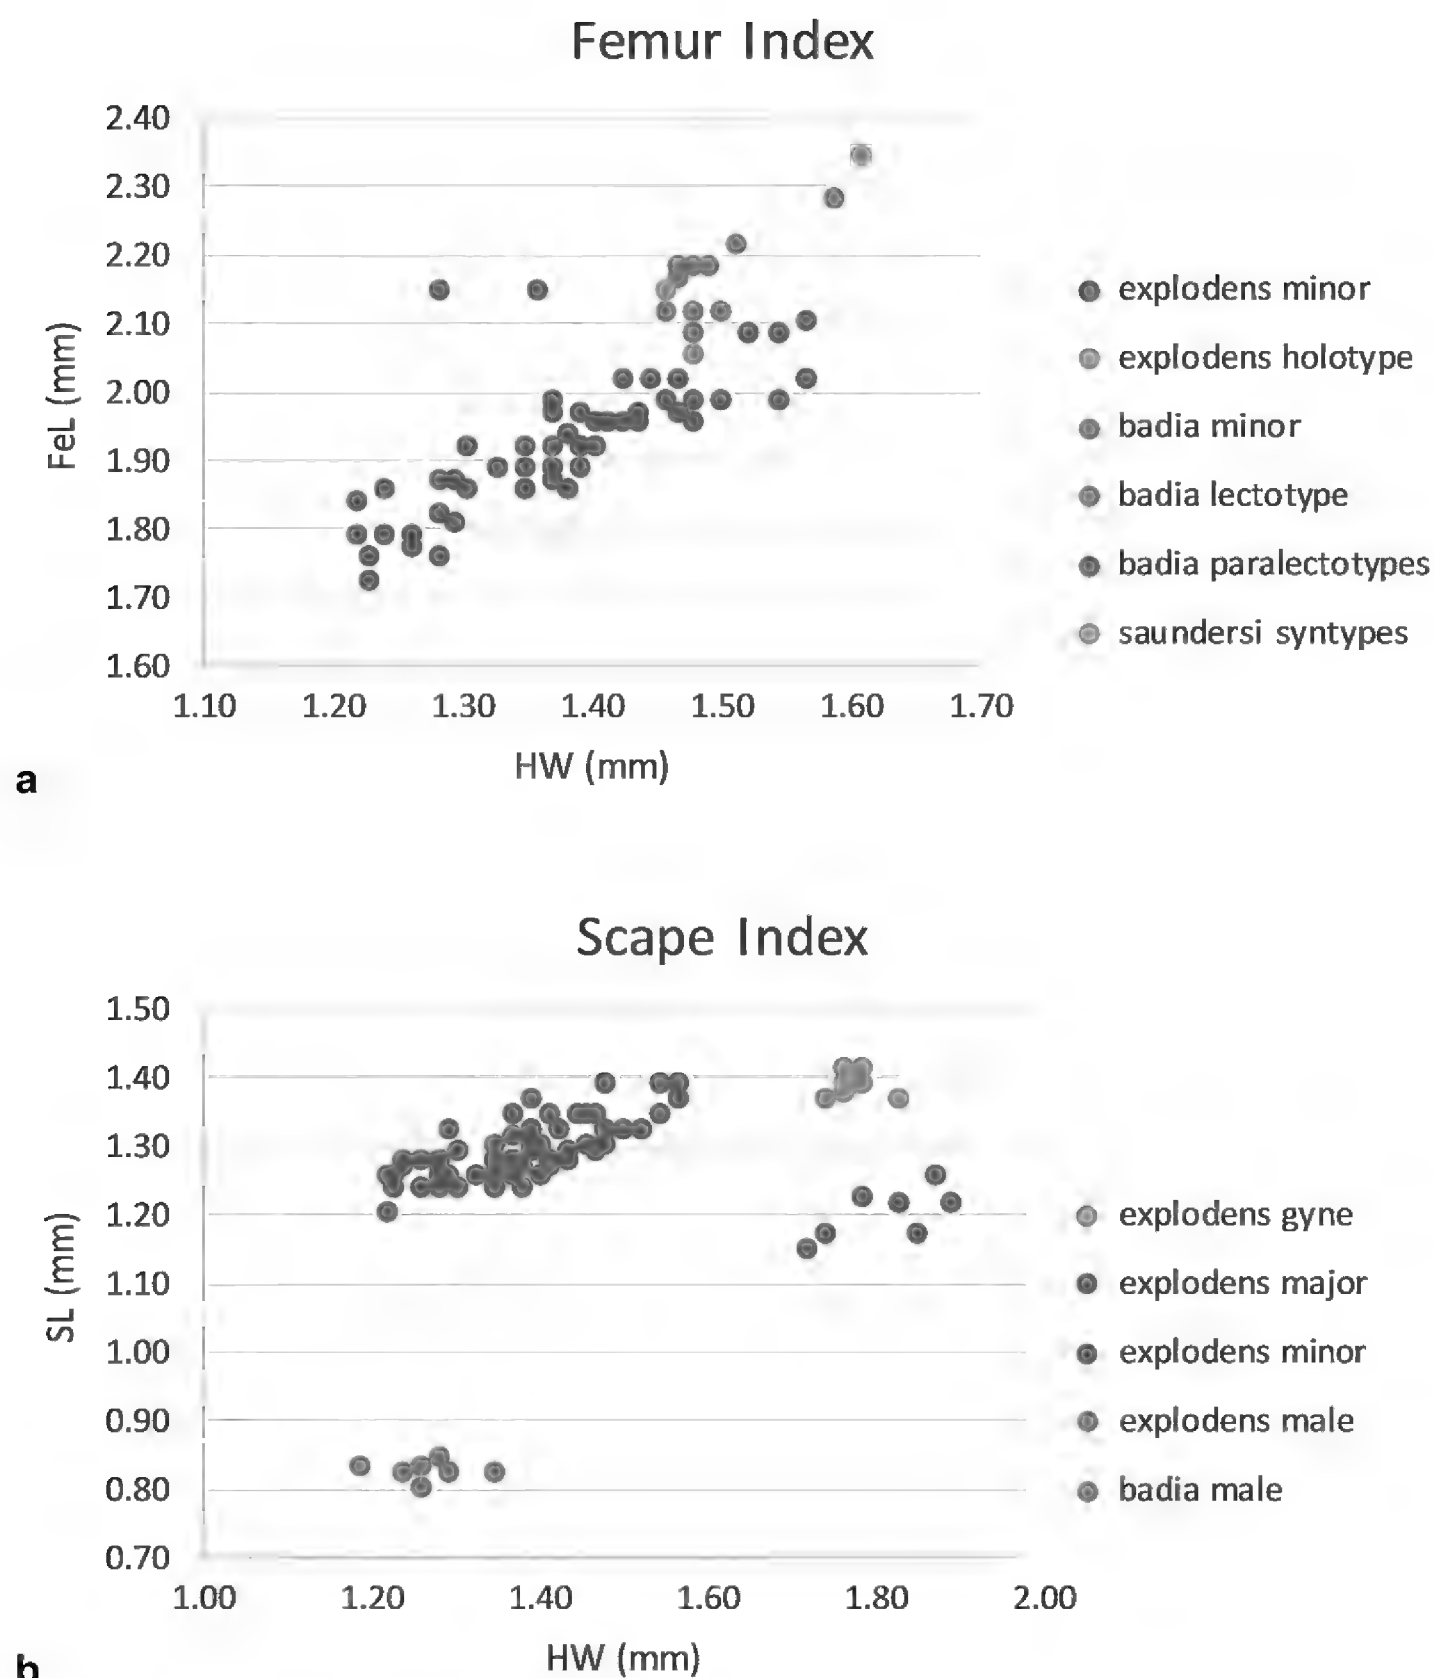 Femur Index
2.40
2.30
2.20
2.10
2.00
1.90
1.80
1.70
1.60
FeL (mm)
1.10 1.20 1.30 1.40 1.50 1.60 1.70
HW (mm)
explodens minor
explodens holotype
badia minor
badia lectotype
badia paralectotypes
saundersi syntypes
a
Scape Index
1.50
1.40
1.30
1.20
1.10
1.00
0.90
0.80
0.70
SL (mm)
1.00 1.20 1.40 1.60 1.80 2.00
HW (mm)
explodens gyne
explodens major
explodens minor
explodens male
badia male
b